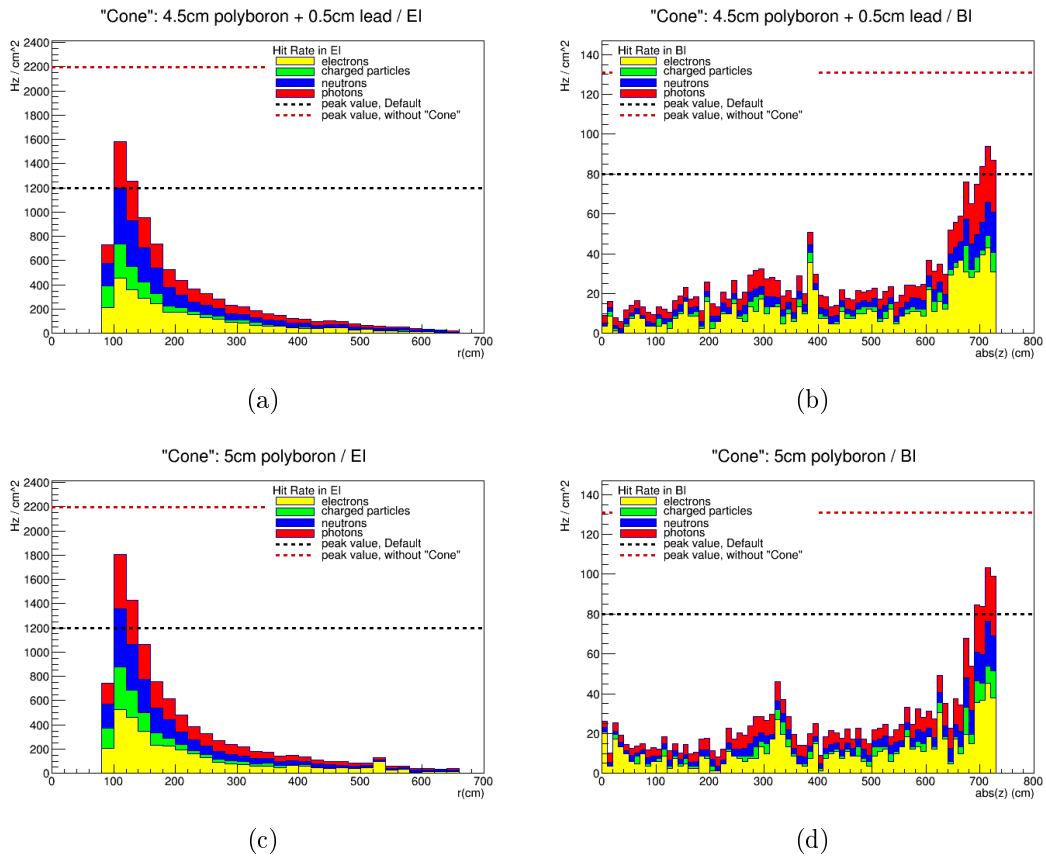 "Cone": 4.5cm polyboron + 0.5cm lead / EI
Hz / cm^2
2400
2200
2000
1800
1600
1400
1200
1000
800
600
400
200
0
Hit Rate in EI
electrons
charged particles
neutrons
photons
peak value, Default
peak value, without "Cone"
0 100 200 300 400 500 600 700
r(cm)
(a)
"Cone": 4.5cm polyboron + 0.5cm lead / BI
Hz / cm^2
140
120
100
80
60
40
20
0
Hit Rate in BI
electrons
charged particles
neutrons
photons
peak value, Default
peak value, without "Cone"
0 100 200 300 400 500 600 700 800
abs(z) (cm)
(b)
"Cone": 5cm polyboron / EI
Hz / cm^2
2400
2200
2000
1800
1600
1400
1200
1000
800
600
400
200
0
Hit Rate in EI
electrons
charged particles
neutrons
photons
peak value, Default
peak value, without "Cone"
0 100 200 300 400 500 600 700
r(cm)
(c)
"Cone": 5cm polyboron / BI
Hz / cm^2
140
120
100
80
60
40
20
0
Hit Rate in BI
electrons
charged particles
neutrons
photons
peak value, Default
peak value, without "Cone"
0 100 200 300 400 500 600 700 800
abs(z) (cm)
(d)